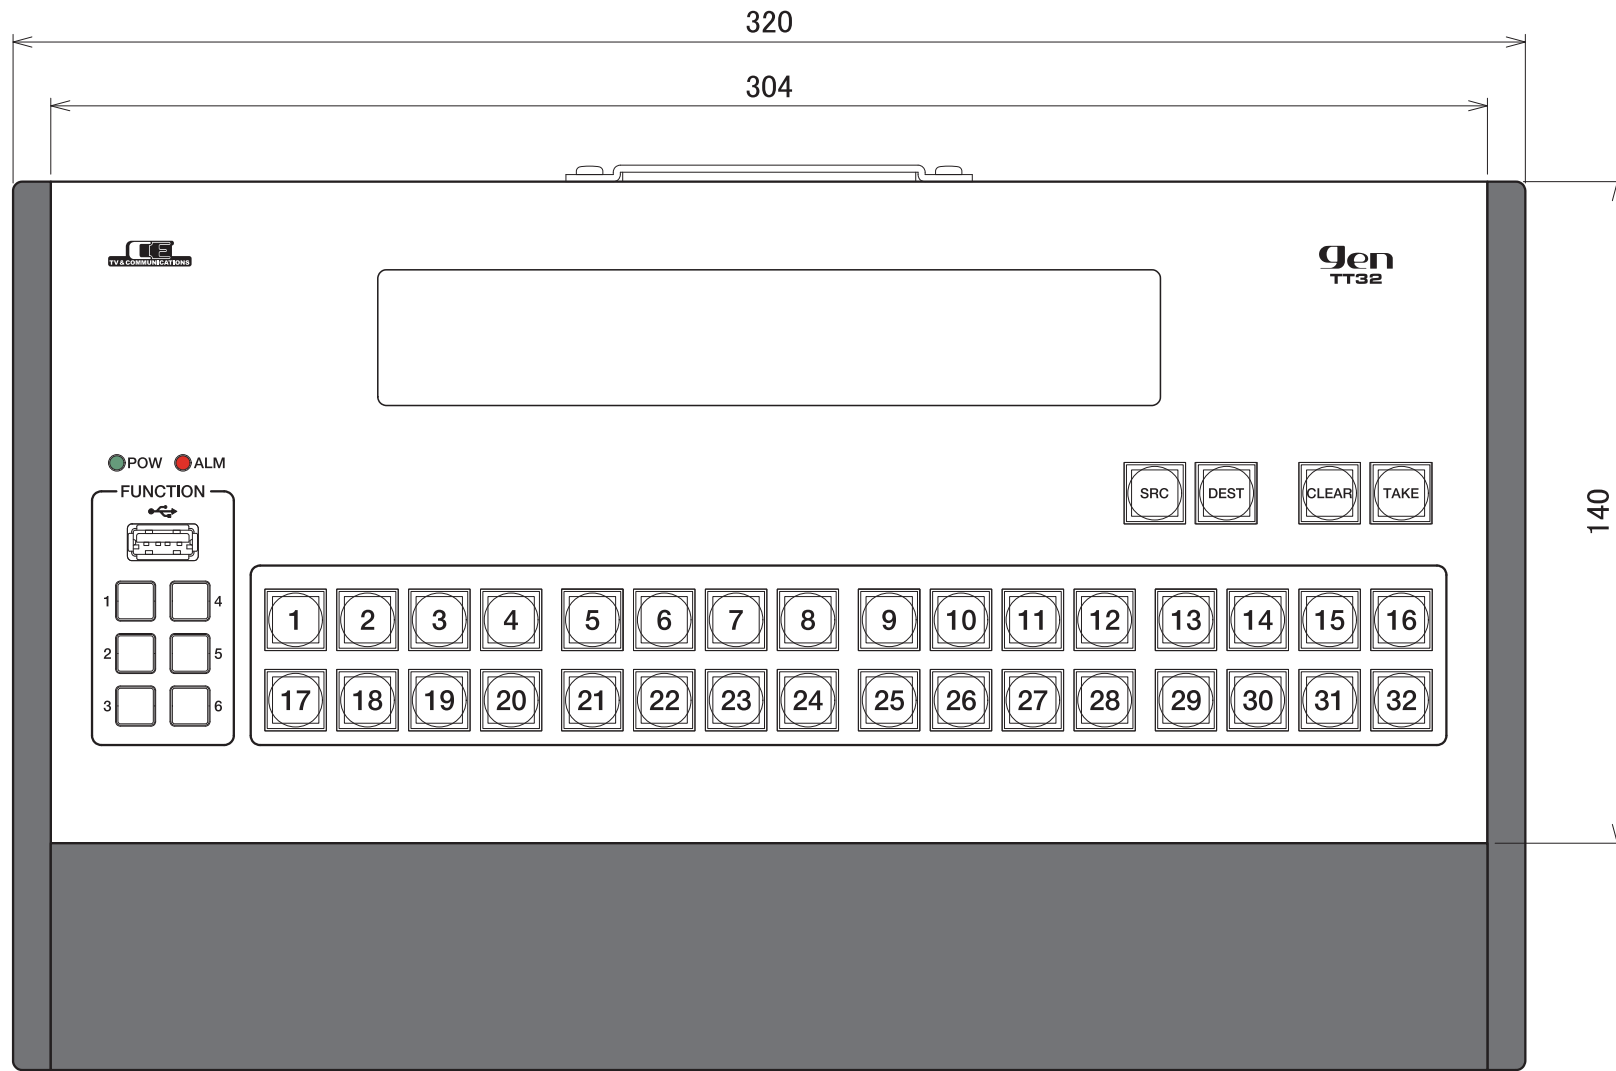 320
304
TV & COMMUNICATIONS
gen
TT32
POW ALM
FUNCTION
SRC DEST CLEAR TAKE
140
1 4
2 5
3 6
1 2 3 4 5 6 7 8 9 10 11 12 13 14 15 16
17 18 19 20 21 22 23 24 25 26 27 28 29 30 31 32